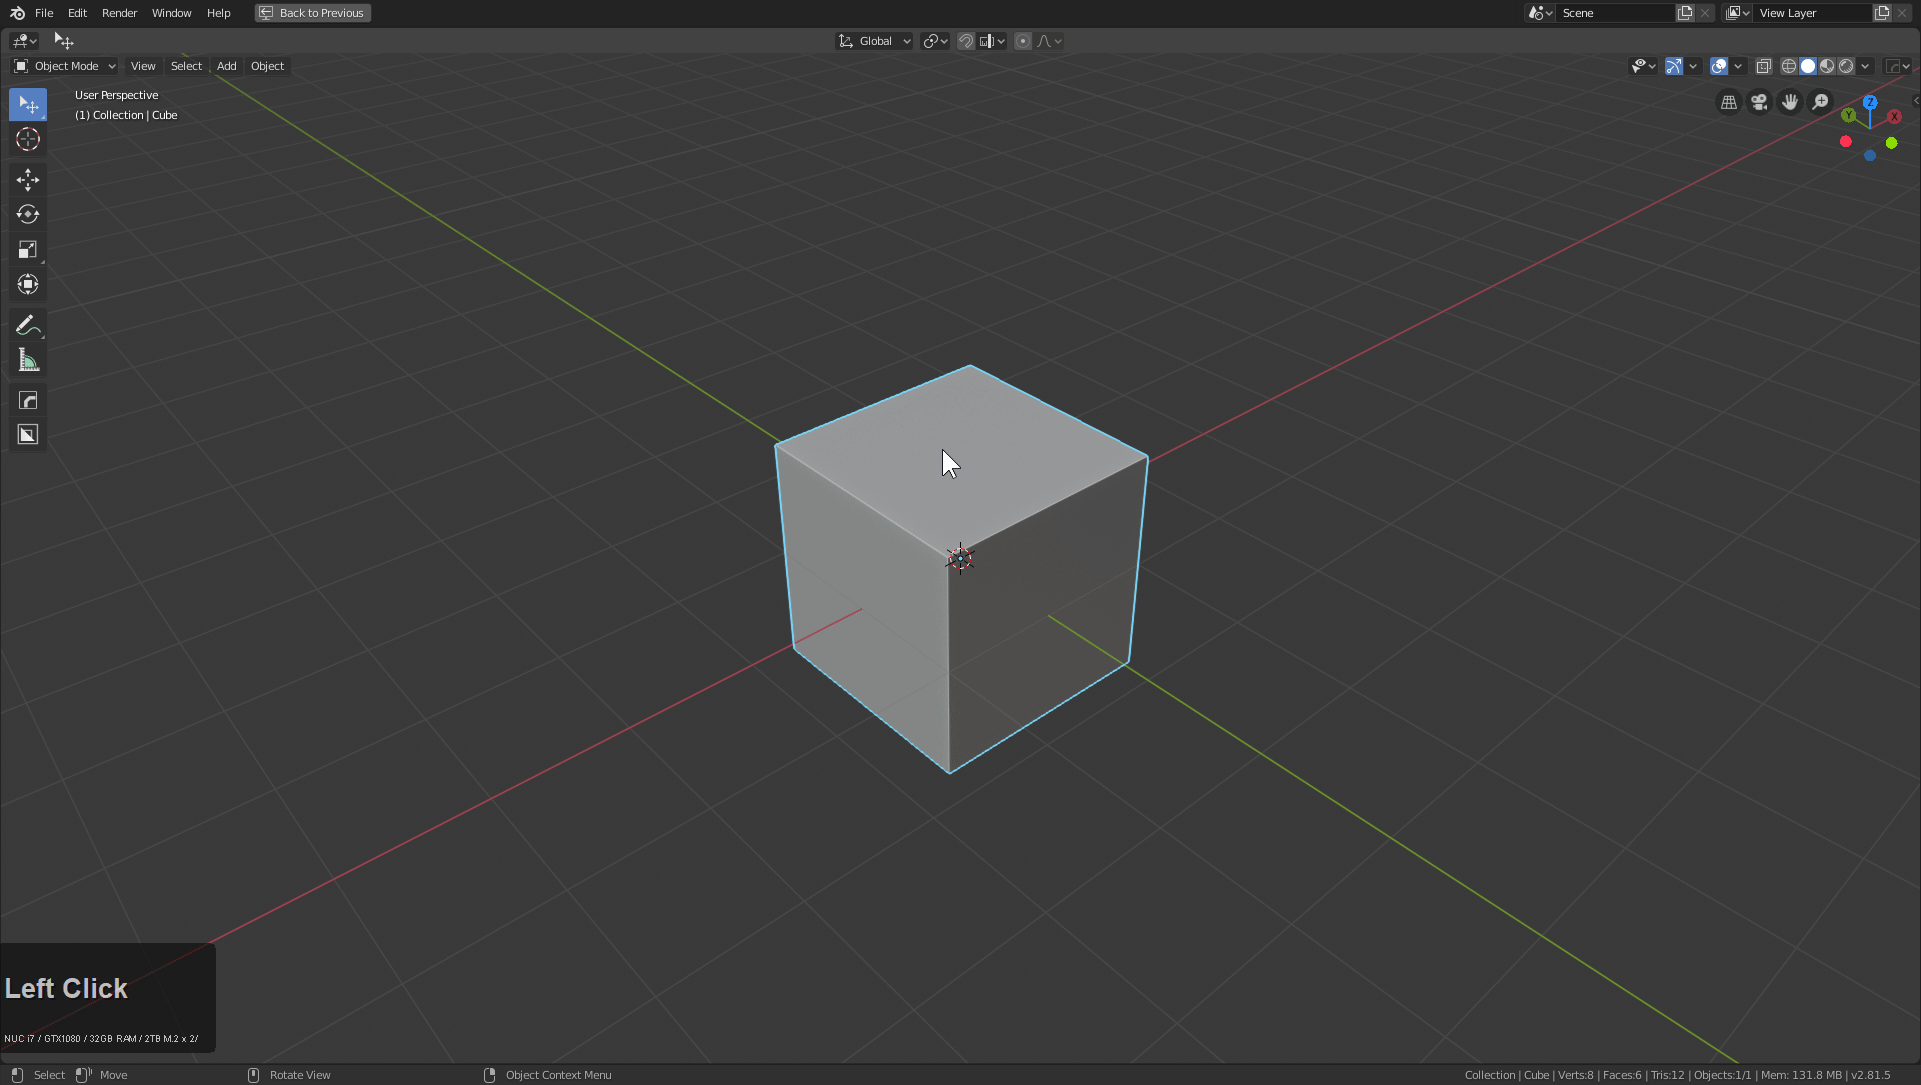 File Edit Render Window Help Back to Previous Scene View Layer
Global
Object Mode View Select Add Object
User Perspective
(1) Collection | Cube
Z
Y X
Left Click
NUC i7 / GTX1080 / 32GB RAM / 2TB M.2 x 2/
Select Move Rotate View Object Context Menu Collection | Cube | Verts:8 | Faces:6 | Tris:12 | Objects:1/1 | Mem: 131.8 MB | v2.81.5